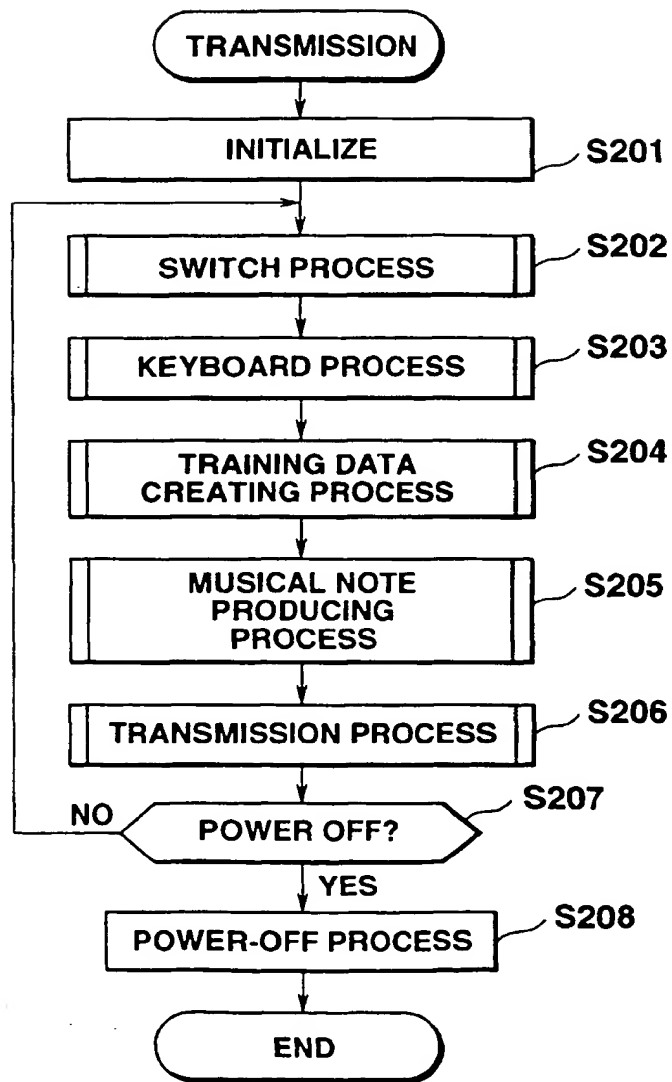 TRANSMISSION
INITIALIZE
S201
SWITCH PROCESS
S202
KEYBOARD PROCESS
S203
TRAINING DATA
CREATING PROCESS
S204
MUSICAL NOTE
PRODUCING
PROCESS
S205
TRANSMISSION PROCESS
S206
NO
POWER OFF?
S207
YES
POWER-OFF PROCESS
S208
END